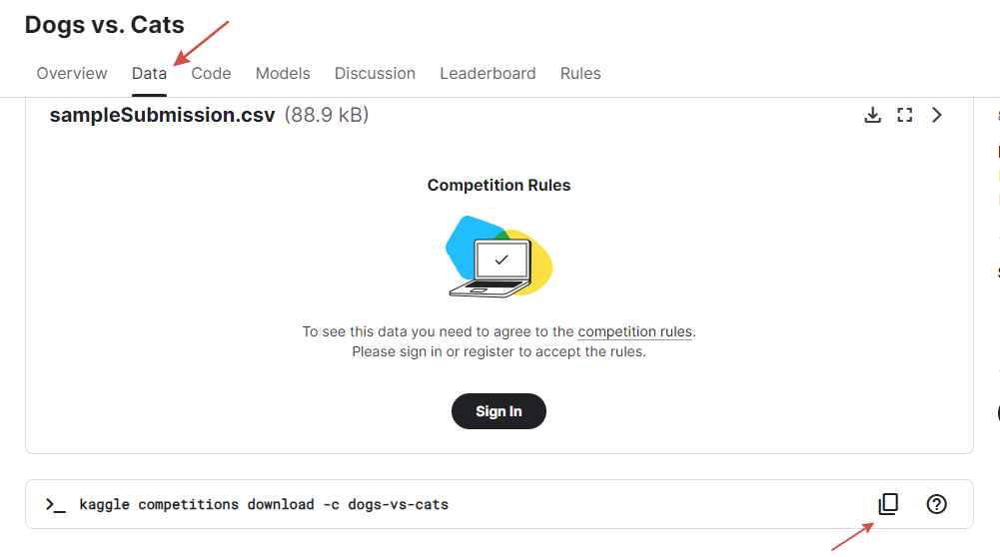 Dogs vs. Cats
Overview Data Code Models Discussion Leaderboard Rules
sampleSubmission.csv (88.9 kB)
Competition Rules
To see this data you need to agree to the competition rules.
Please sign in or register to accept the rules.
Sign In
>_ kaggle competitions download -c dogs-vs-cats